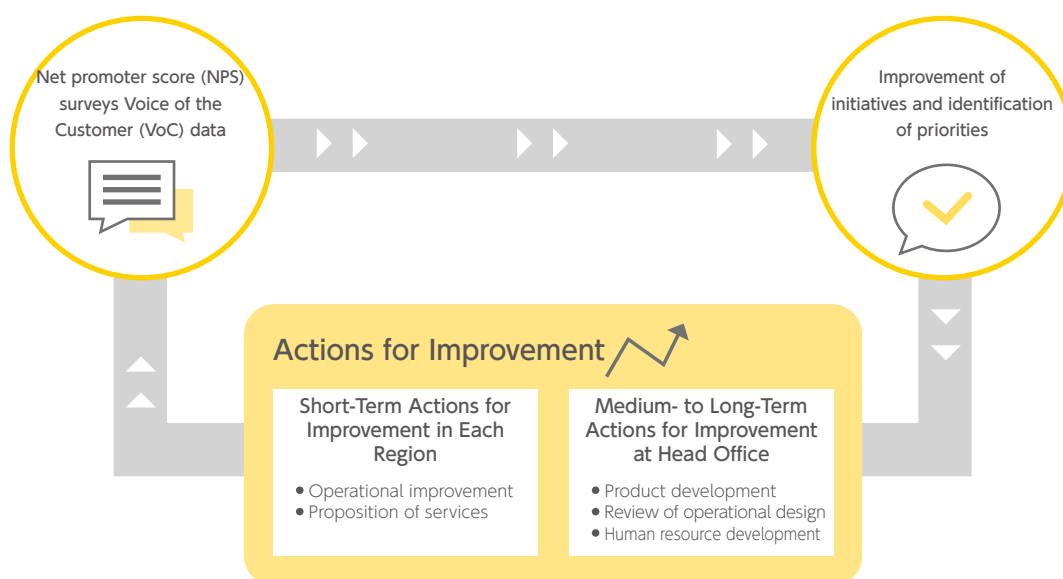 Net promoter score (NPS)
surveys Voice of the
Customer (VoC) data
Improvement of
initiatives and identification
of priorities
Actions for Improvement
Short-Term Actions for
Improvement in Each
Region
• Operational improvement
• Proposition of services
Medium- to Long-Term
Actions for Improvement
at Head Office
• Product development
• Review of operational design
• Human resource development